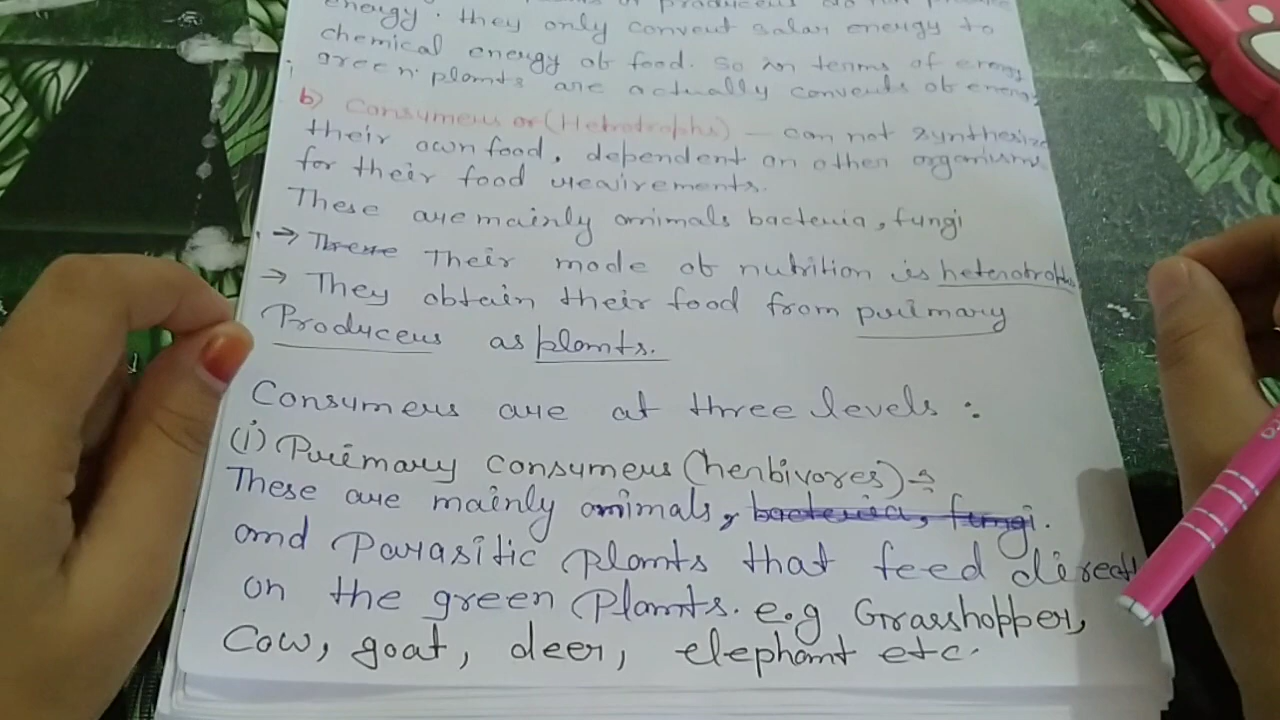 energy. they only convert solar energy to
chemical energy of food. so in terms of energy
green plants are actually convents of energy
b) Consumers or (Hetrotrophs) — can not synthesize
their own food, dependent on other organisms
for their food reairements.
These are mainly animals bacteria, fungi
→ These Their mode of nutrition is heterotrophic
→ They obtain their food from primary
Producers as plants.
Consumers are at three levels :
(i) Primary consumers (herbivores) →
These are mainly animals, bacteria, fungi.
and Parasitic Plants that feed direct
on the green Plants. e.g Grasshopper,
Cow, goat, deer, elephant etc.